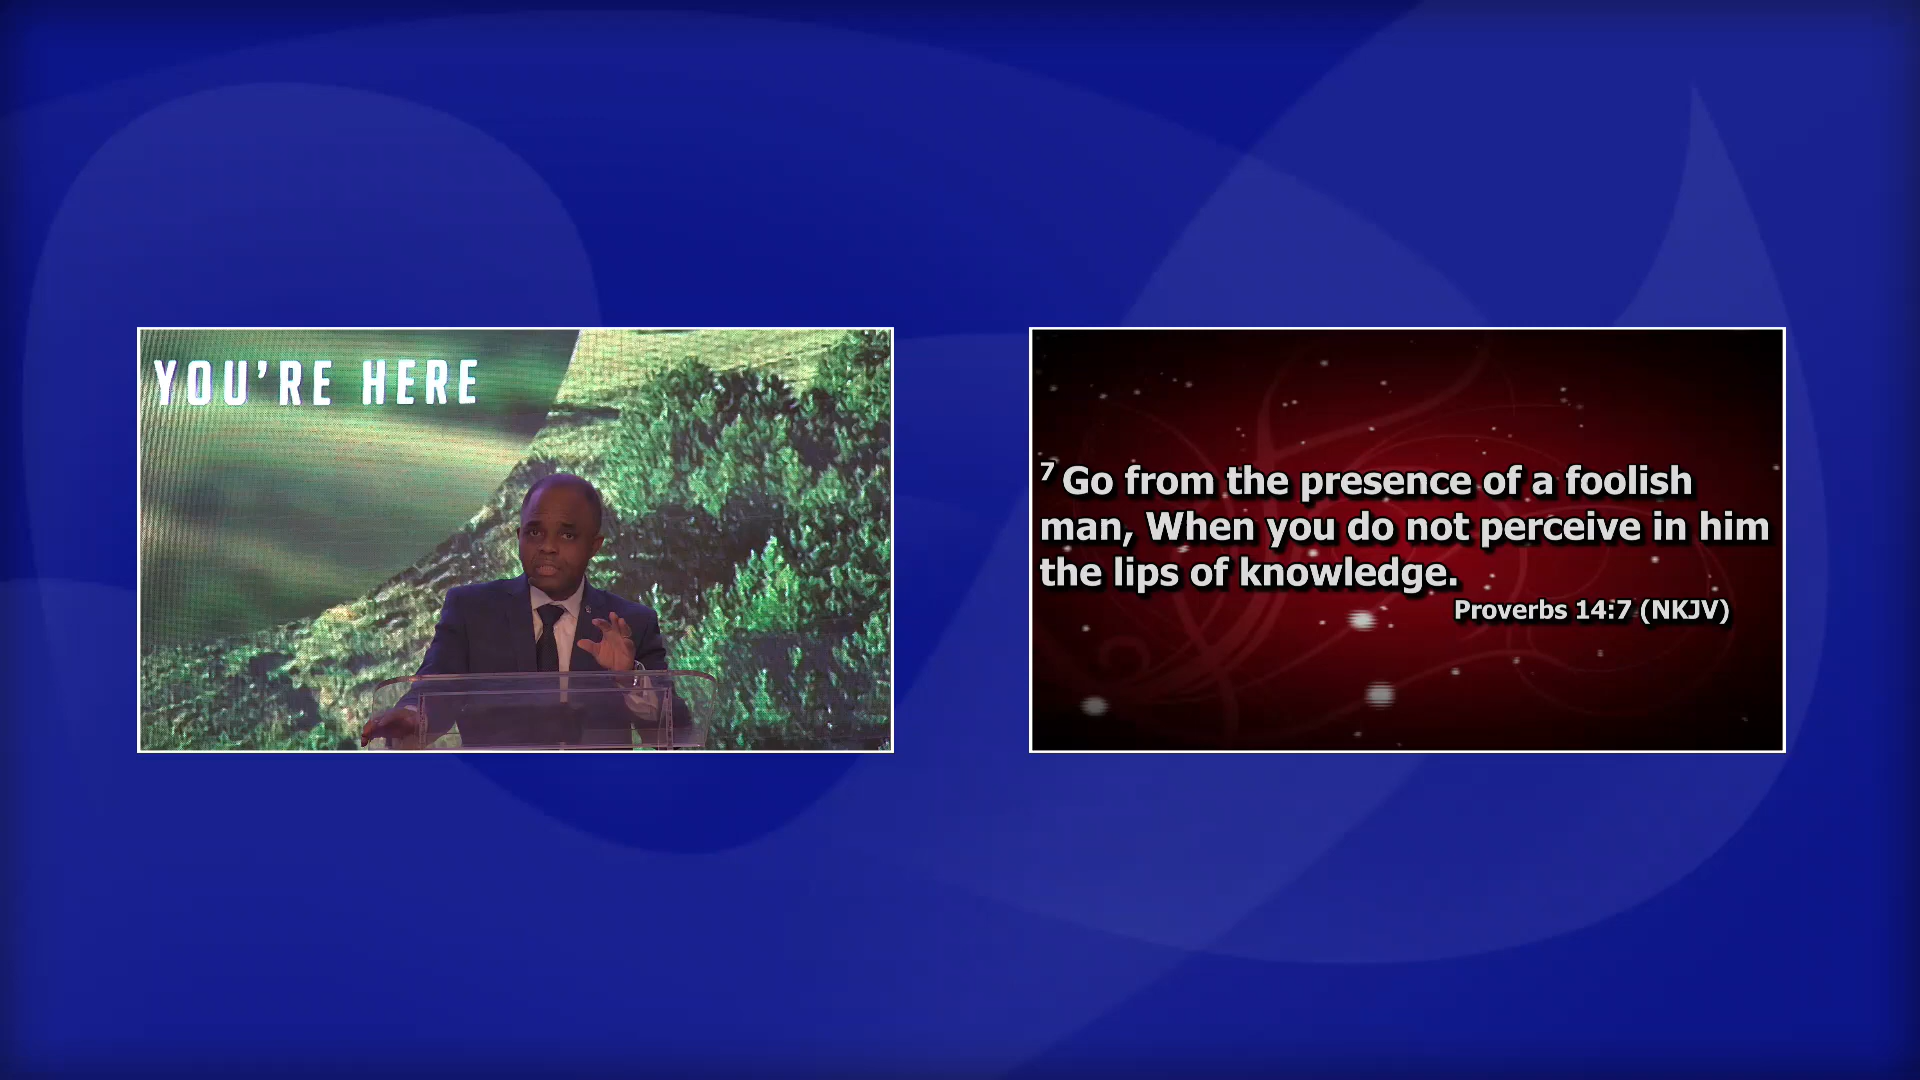 YOU'RE HERE
7 Go from the presence of a foolish
man, When you do not perceive in him
the lips of knowledge.
Proverbs 14:7 (NKJV)